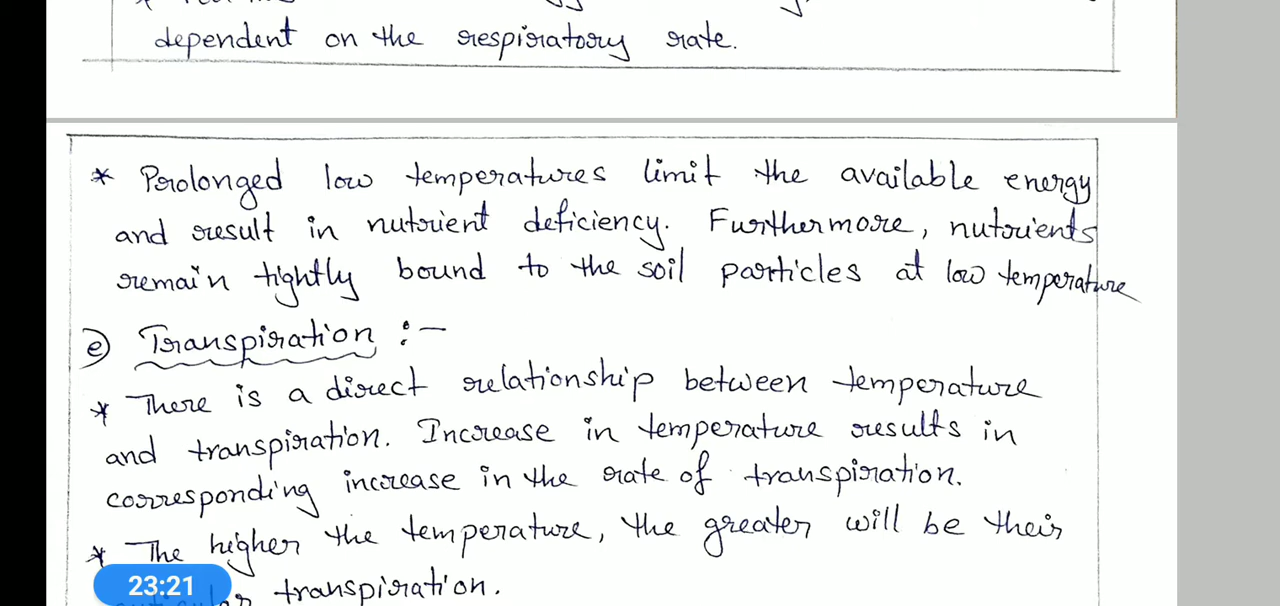 dependent on the respiratory rate.
* Prolonged low temperatures limit the available energy
and result in nutrient deficiency. Furthermore, nutrients
remain tightly bound to the soil particles at low temperature
e) Transpiration :-
* There is a direct relationship between temperature
and transpiration. Increase in temperature results in
corresponding increase in the rate of transpiration.
* The higher the temperature, the greater will be their
transpiration.
23:21